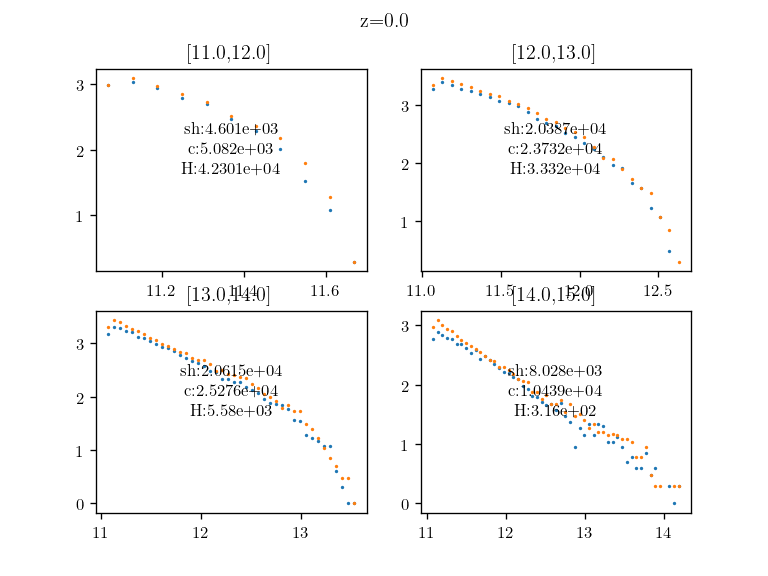 z=0.0
[11.0,12.0]
[12.0,13.0]
3
2
1
sh:4.601e+03
c:5.082e+03
H:4.2301e+04
11.2 11.4 11.6
3
2
1
sh:2.0387e+04
c:2.3732e+04
H:3.332e+04
11.0 11.5 12.0 12.5
[13.0,14.0]
[14.0,15.0]
3
2
1
0
sh:2.0615e+04
c:2.5276e+04
H:5.58e+03
11 12 13
3
2
1
0
sh:8.028e+03
c:1.0439e+04
H:3.16e+02
11 12 13 14